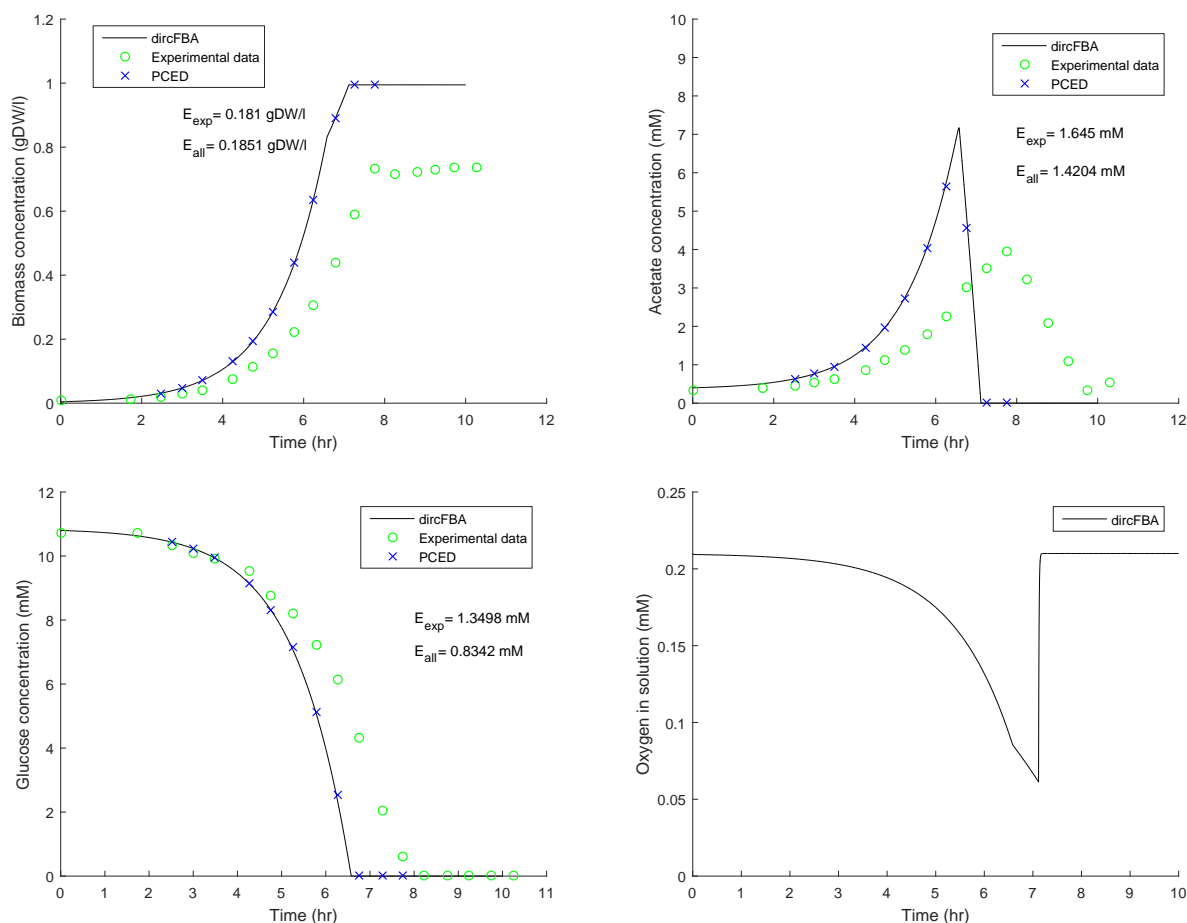 1.2
1
0.8
0.6
0.4
0.2
0
0
2
4
6
8
10
12
Time (hr)
Biomass concentration (gDW/l)
dircFBA
Experimental data
PCED
E_exp= 0.181 gDW/l
E_all= 0.1851 gDW/l
10
9
8
7
6
5
4
3
2
1
0
0
2
4
6
8
10
12
Time (hr)
Acetate concentration (mM)
dircFBA
Experimental data
PCED
E_exp= 1.645 mM
E_all= 1.4204 mM
12
10
8
6
4
2
0
0
1
2
3
4
5
6
7
8
9
10
11
Time (hr)
Glucose concentration (mM)
dircFBA
Experimental data
PCED
E_exp= 1.3498 mM
E_all= 0.8342 mM
0.25
0.2
0.15
0.1
0.05
0
0
1
2
3
4
5
6
7
8
9
10
Time (hr)
Oxygen in solution (mM)
dircFBA